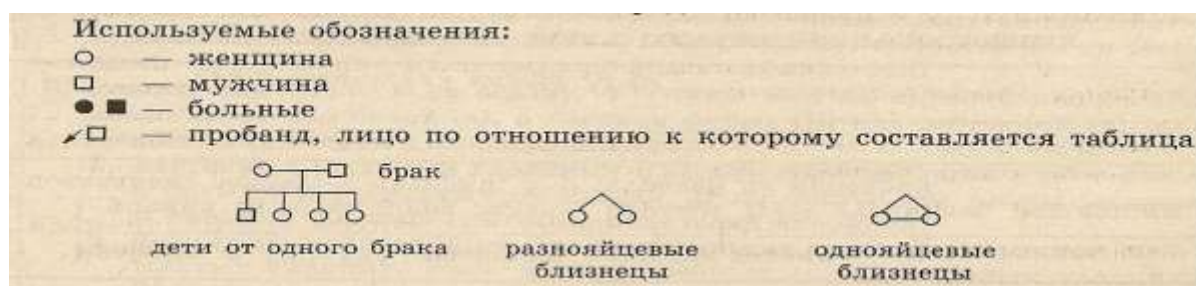 Используемые обозначения:
— женщина
— мужчина
— больные
— пробанд, лицо по отношению к которому составляется таблица
брак
дети от одного брака
разнояйцевые
близнецы
однояйцевые
близнецы